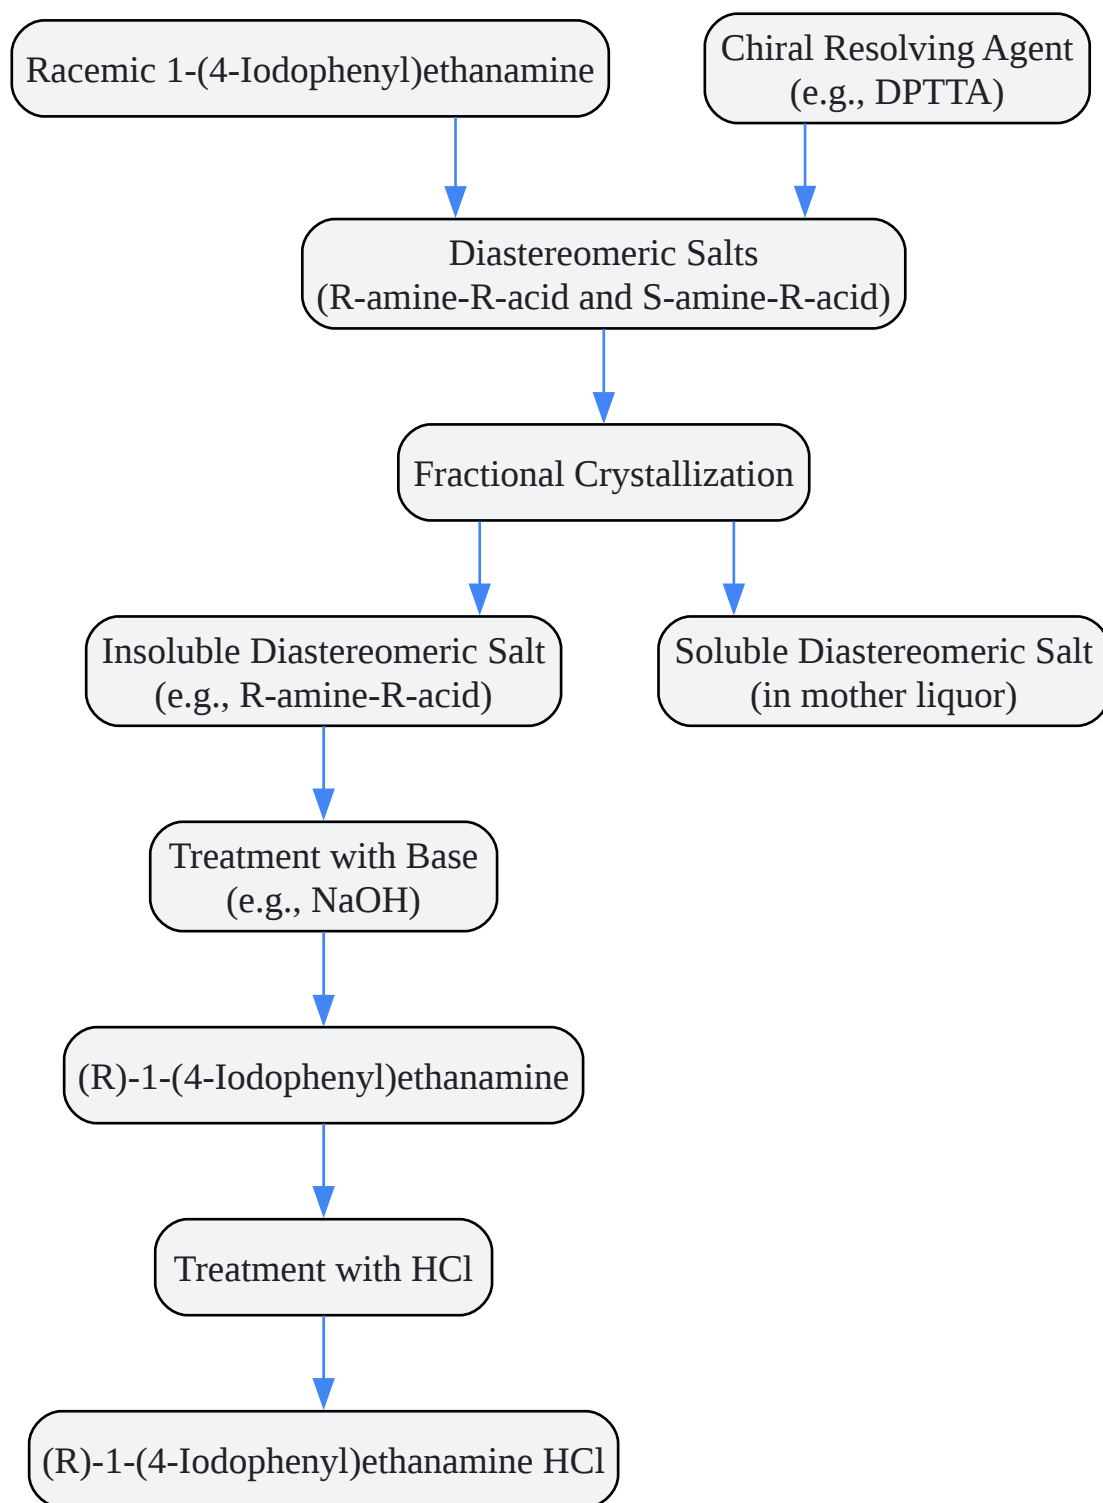 Racemic 1-(4-Iodophenyl)ethanamine
Chiral Resolving Agent
(e.g., DPTTA)
Diastereomeric Salts
(R-amine-R-acid and S-amine-R-acid)
Fractional Crystallization
Insoluble Diastereomeric Salt
(e.g., R-amine-R-acid)
Soluble Diastereomeric Salt
(in mother liquor)
Treatment with Base
(e.g., NaOH)
(R)-1-(4-Iodophenyl)ethanamine
Treatment with HCl
(R)-1-(4-Iodophenyl)ethanamine HCl